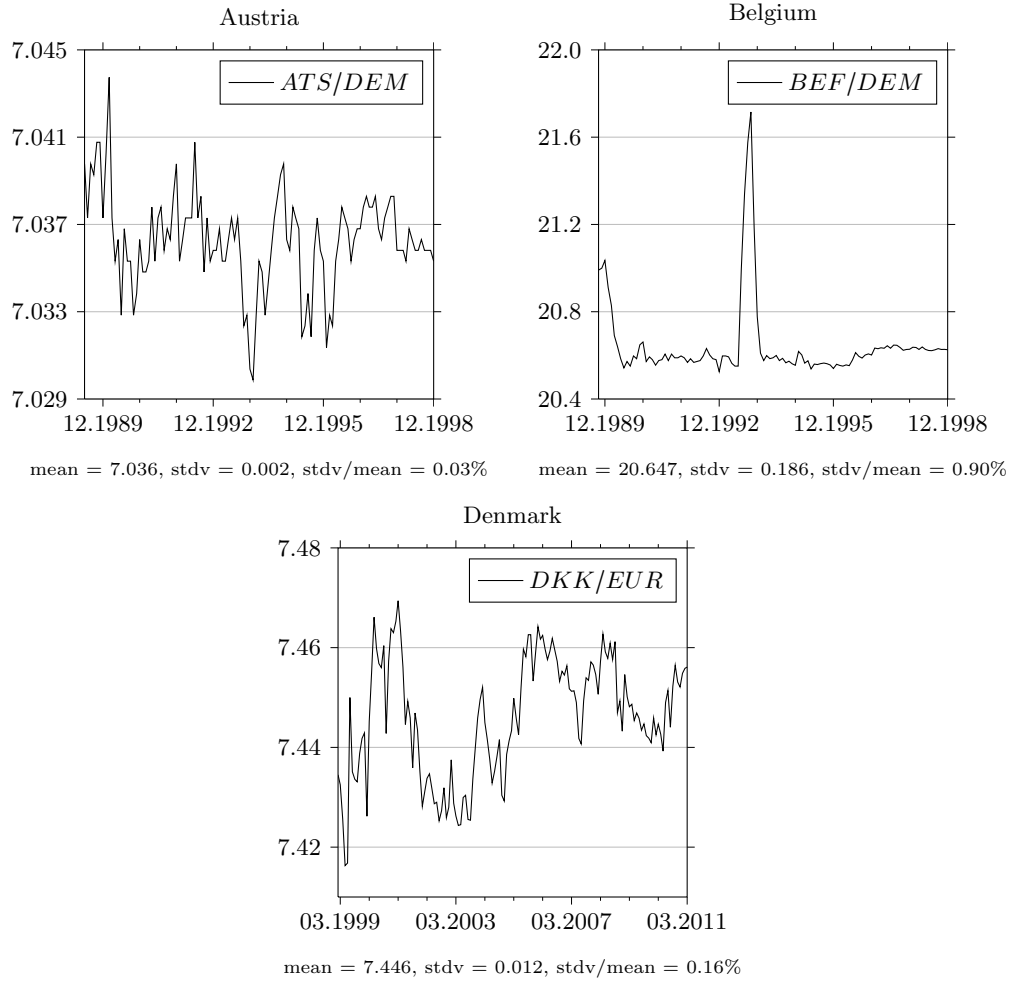 Austria
7.045
ATS/DEM
7.041
7.037
7.033
7.029
12.1989 12.1992 12.1995 12.1998
mean = 7.036, stdv = 0.002, stdv/mean = 0.03%
Belgium
22.0
BEF/DEM
21.6
21.2
20.8
20.4
12.1989 12.1992 12.1995 12.1998
mean = 20.647, stdv = 0.186, stdv/mean = 0.90%
Denmark
7.48
DKK/EUR
7.46
7.44
7.42
03.1999 03.2003 03.2007 03.2011
mean = 7.446, stdv = 0.012, stdv/mean = 0.16%